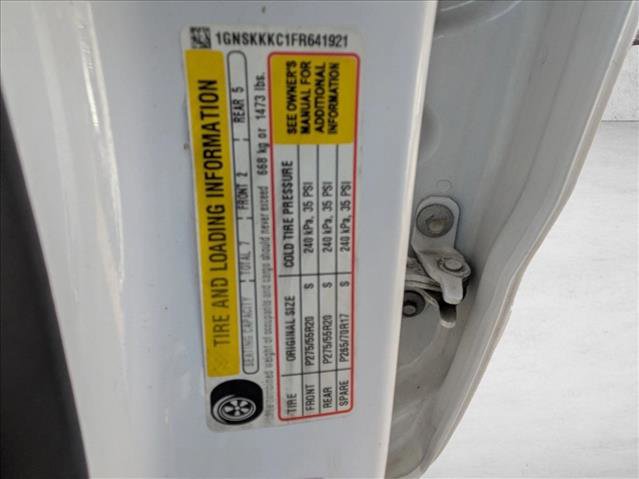 1GNSKKKC1FR641921
TIRE AND LOADING INFORMATION
SEATING CAPACITY TOTAL 7 FRONT 2 REAR 5
The combined weight of occupants and cargo should never exceed 668 kg or 1473 lbs.
TIRE ORIGINAL SIZE COLD TIRE PRESSURE
FRONT P275/55R20 S 240 kPa, 35 PSI
REAR P275/55R20 S 240 kPa, 35 PSI
SPARE P265/70R17 S 240 kPa, 35 PSI
SEE OWNER'S
MANUAL FOR
ADDITIONAL
INFORMATION